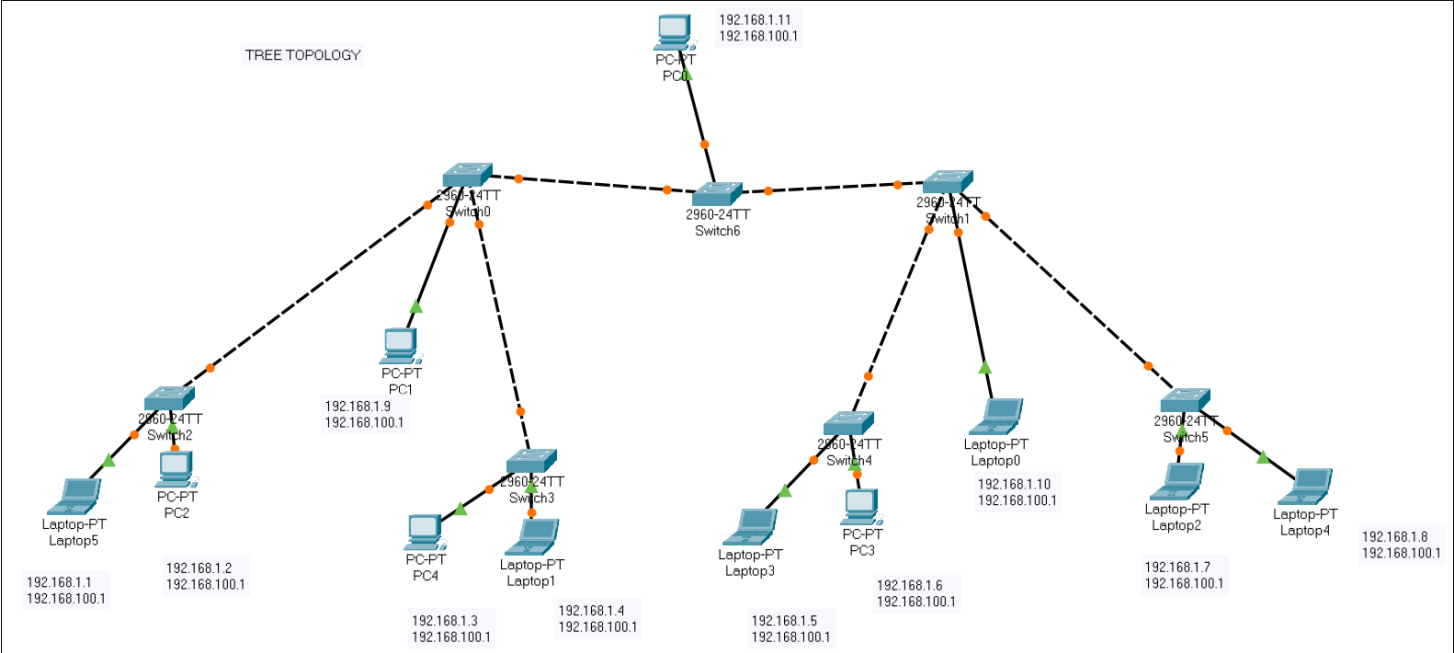 192.168.1.11
192.168.100.1
TREE TOPOLOGY
PC-PT
PC0
2960-24TT
Switch0
2960-24TT
Switch6
2960-24TT
Switch1
PC-PT
PC1
192.168.1.9
192.168.100.1
2960-24TT
Switch2
Laptop-PT
Laptop5
PC-PT
PC2
192.168.1.1
192.168.100.1
192.168.1.2
192.168.100.1
2960-24TT
Switch3
PC-PT
PC4
Laptop-PT
Laptop1
192.168.1.3
192.168.100.1
192.168.1.4
192.168.100.1
2960-24TT
Switch4
Laptop-PT
Laptop0
192.168.1.10
192.168.100.1
Laptop-PT
Laptop3
PC-PT
PC3
192.168.1.5
192.168.100.1
192.168.1.6
192.168.100.1
2960-24TT
Switch5
Laptop-PT
Laptop2
Laptop-PT
Laptop4
192.168.1.7
192.168.100.1
192.168.1.8
192.168.100.1